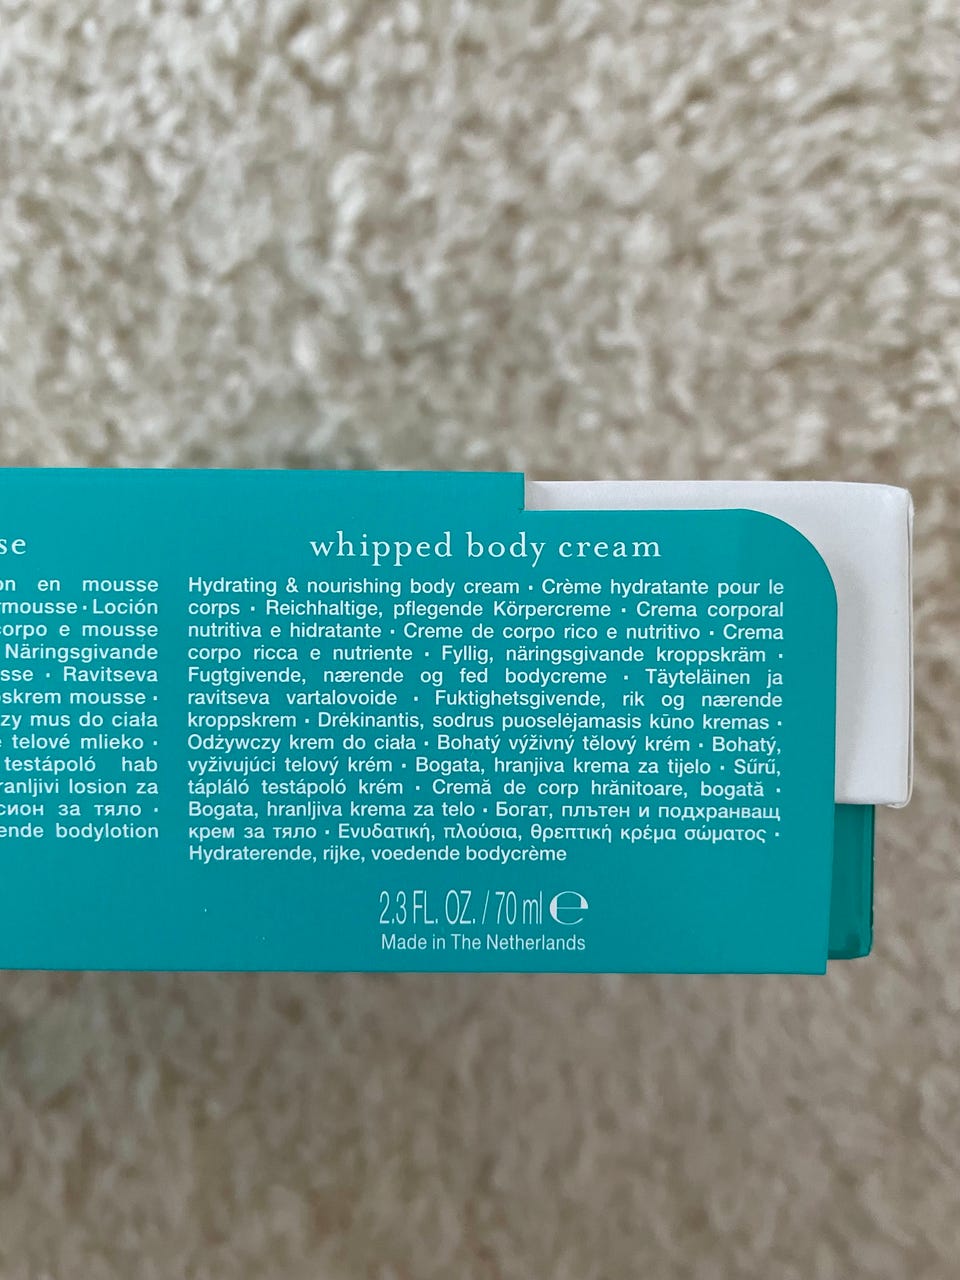 se
on en mousse
rmousse · Loción
corpo e mousse
Näringsgivande
sse · Ravitseva
skrem mousse ·
zy mus do ciała
telové mlieko ·
testápoló hab
ranljivi losion za
сион за тяло ·
ende bodylotion
whipped body cream
Hydrating & nourishing body cream · Crème hydratante pour le
corps · Reichhaltige, pflegende Körpercreme · Crema corporal
nutritiva e hidratante · Creme de corpo rico e nutritivo · Crema
corpo ricca e nutriente · Fyllig, näringsgivande kroppskräm ·
Fugtgivende, nærende og fed bodycreme · Täyteläinen ja
ravitseva vartalovoide · Fuktighetsgivende, rik og nærende
kroppskrem · Drėkinantis, sodrus puoselėjamasis kūno kremas ·
Odżywczy krem do ciała · Bohatý výživný tělový krém · Bohatý,
vyživujúci telový krém · Bogata, hranjiva krema za tijelo · Sűrű,
tápláló testápoló krém · Cremă de corp hrănitoare, bogată ·
Bogata, hranljiva krema za telo · Богат, плътен и подхранващ
крем за тяло · Ενυδατική, πλούσια, θρεπτική κρέμα σώματος ·
Hydraterende, rijke, voedende bodycrème
2.3 FL. OZ. / 70 ml ℮
Made in The Netherlands